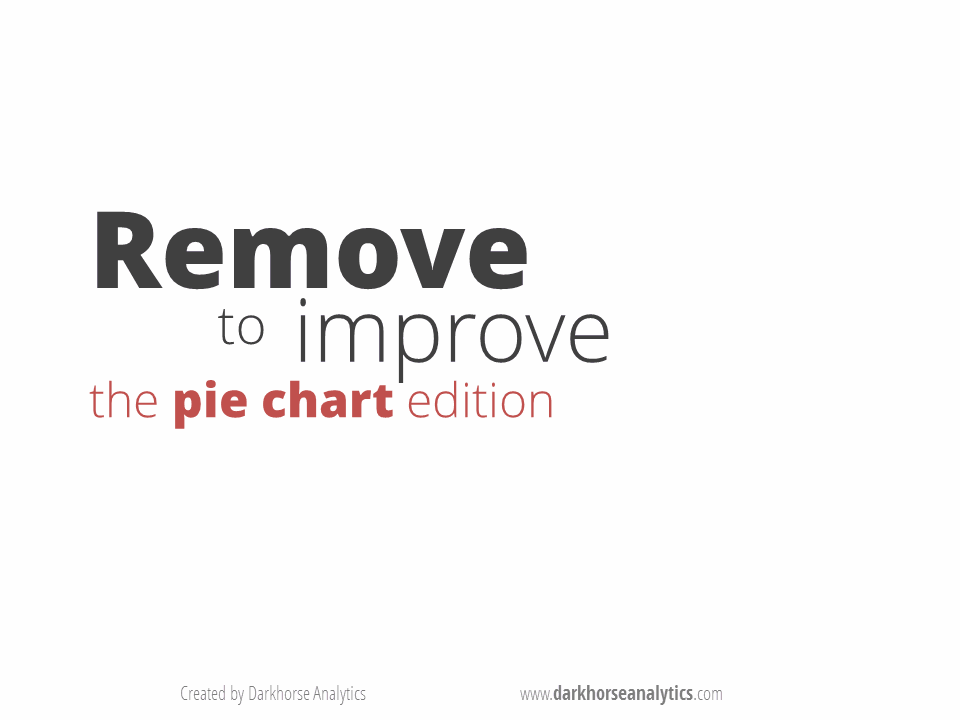 Remove
to improve
the pie chart edition
Created by Darkhorse Analytics www.darkhorseanalytics.com